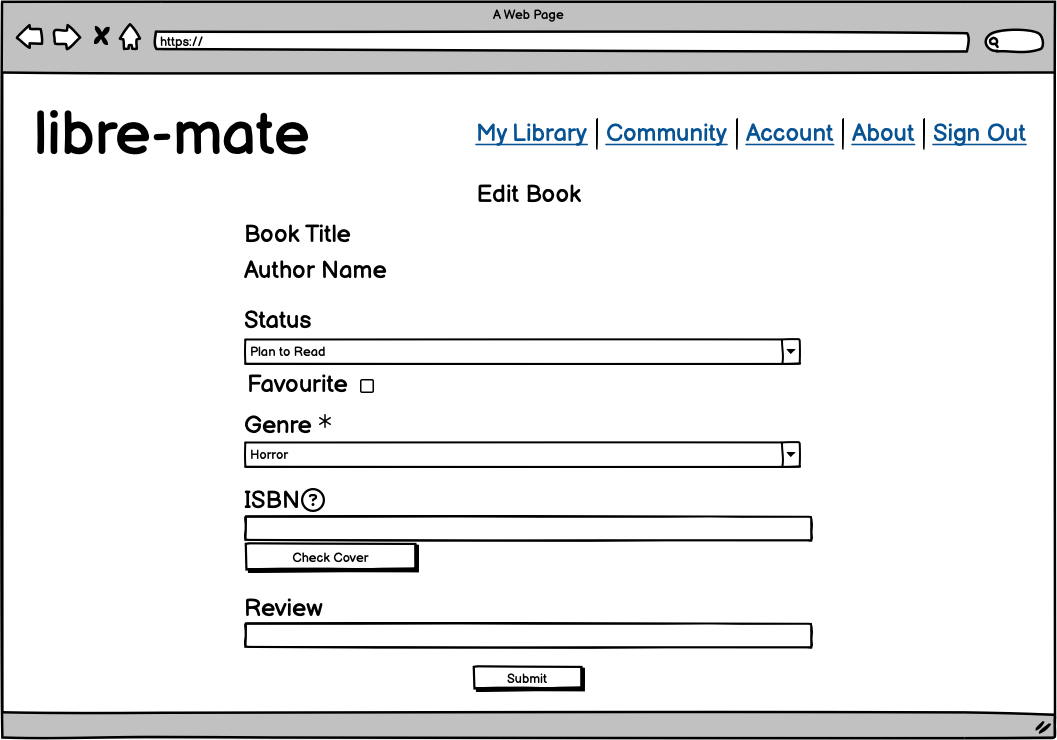 A Web Page
https://
libre-mate
My Library | Community | Account | About | Sign Out
Edit Book
Book Title
Author Name
Status
Plan to Read
Favourite
Genre *
Horror
ISBN ?
Check Cover
Review
Submit